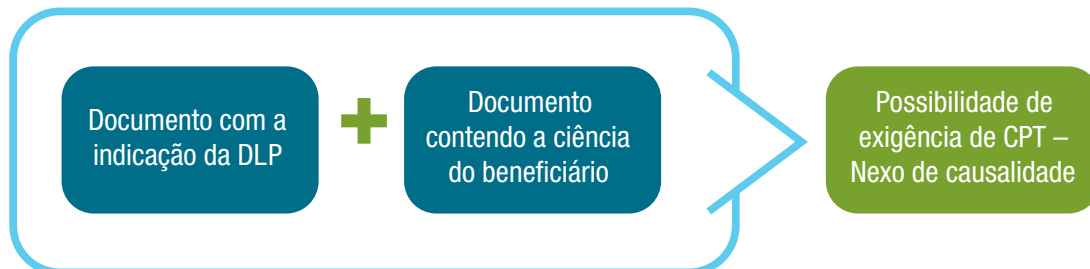 Documento com a
indicação da DLP
Documento
contendo a ciência
do beneficiário
Possibilidade de
exigência de CPT –
Nexo de causalidade